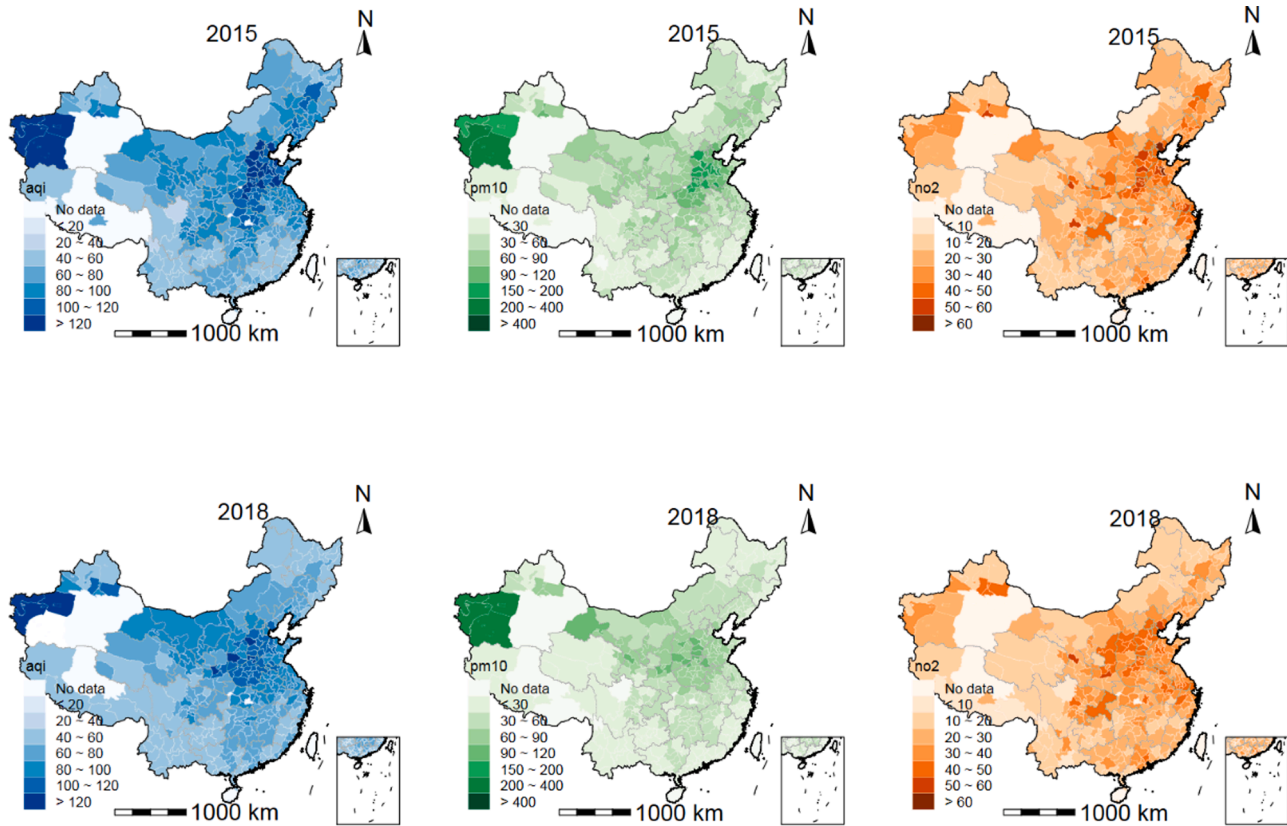 2015
N
aqi
No data
< 20
20 ~ 40
40 ~ 60
60 ~ 80
80 ~ 100
100 ~ 120
> 120
1000 km
2015
N
pm10
No data
< 30
30 ~ 60
60 ~ 90
90 ~ 120
150 ~ 200
200 ~ 400
> 400
1000 km
2015
N
no2
No data
< 10
10 ~ 20
20 ~ 30
30 ~ 40
40 ~ 50
50 ~ 60
> 60
1000 km
2018
N
aqi
No data
< 20
20 ~ 40
40 ~ 60
60 ~ 80
80 ~ 100
100 ~ 120
> 120
1000 km
2018
N
pm10
No data
< 30
30 ~ 60
60 ~ 90
90 ~ 120
150 ~ 200
200 ~ 400
> 400
1000 km
2018
N
no2
No data
< 10
10 ~ 20
20 ~ 30
30 ~ 40
40 ~ 50
50 ~ 60
> 60
1000 km